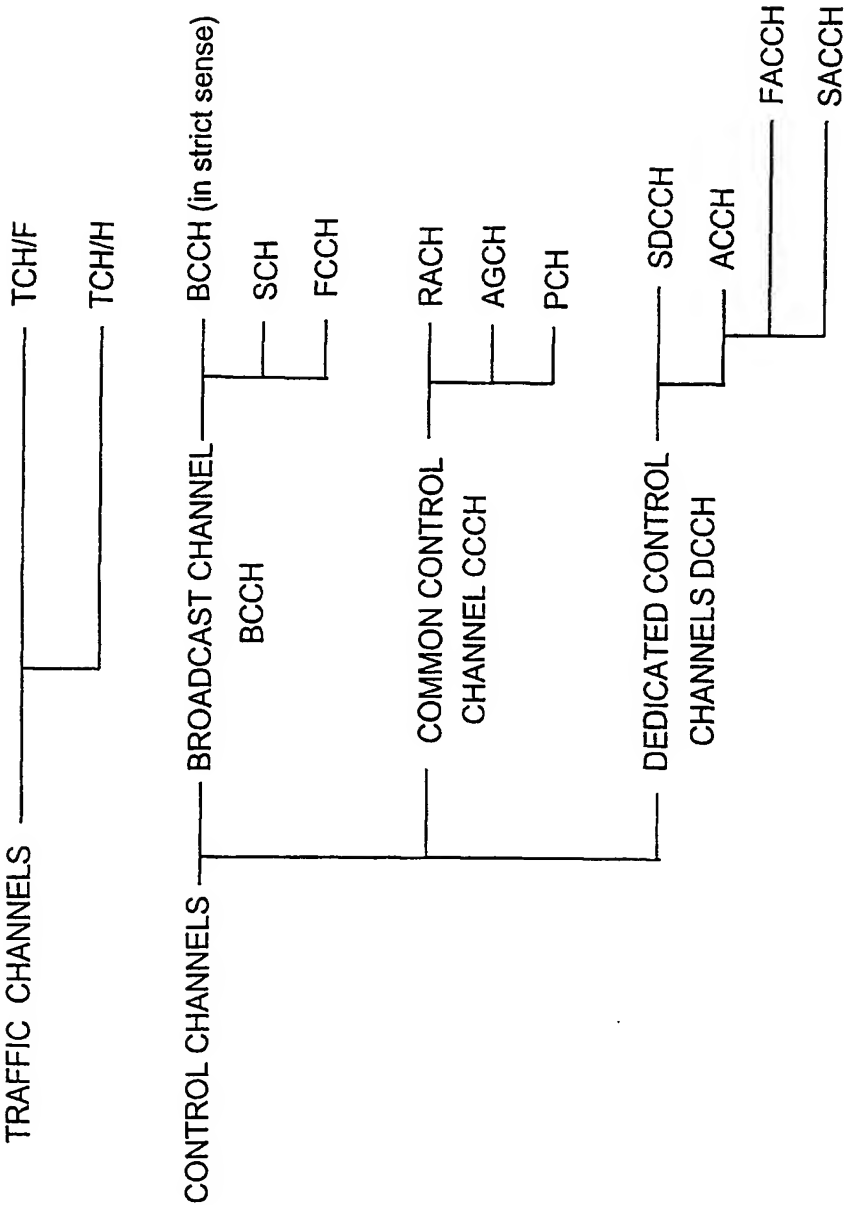 TRAFFIC CHANNELS
TCH/F
TCH/H
CONTROL CHANNELS
BROADCAST CHANNEL
BCCH
BCCH (in strict sense)
SCH
FCCH
COMMON CONTROL
CHANNEL CCCH
RACH
AGCH
PCH
DEDICATED CONTROL
CHANNELS DCCH
SDCCH
ACCH
FACCH
SACCH